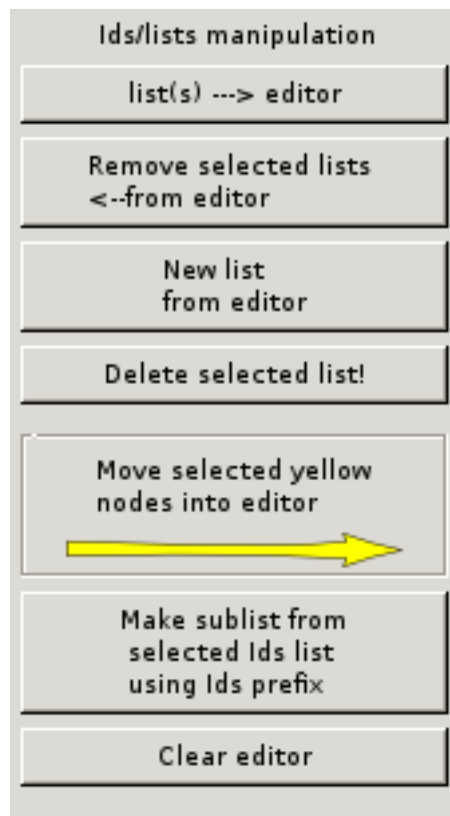 Ids/lists manipulation
list(s) ---> editor
Remove selected lists
<--from editor
New list
from editor
Delete selected list!
Move selected yellow
nodes into editor
Make sublist from
selected Ids list
using Ids prefix
Clear editor